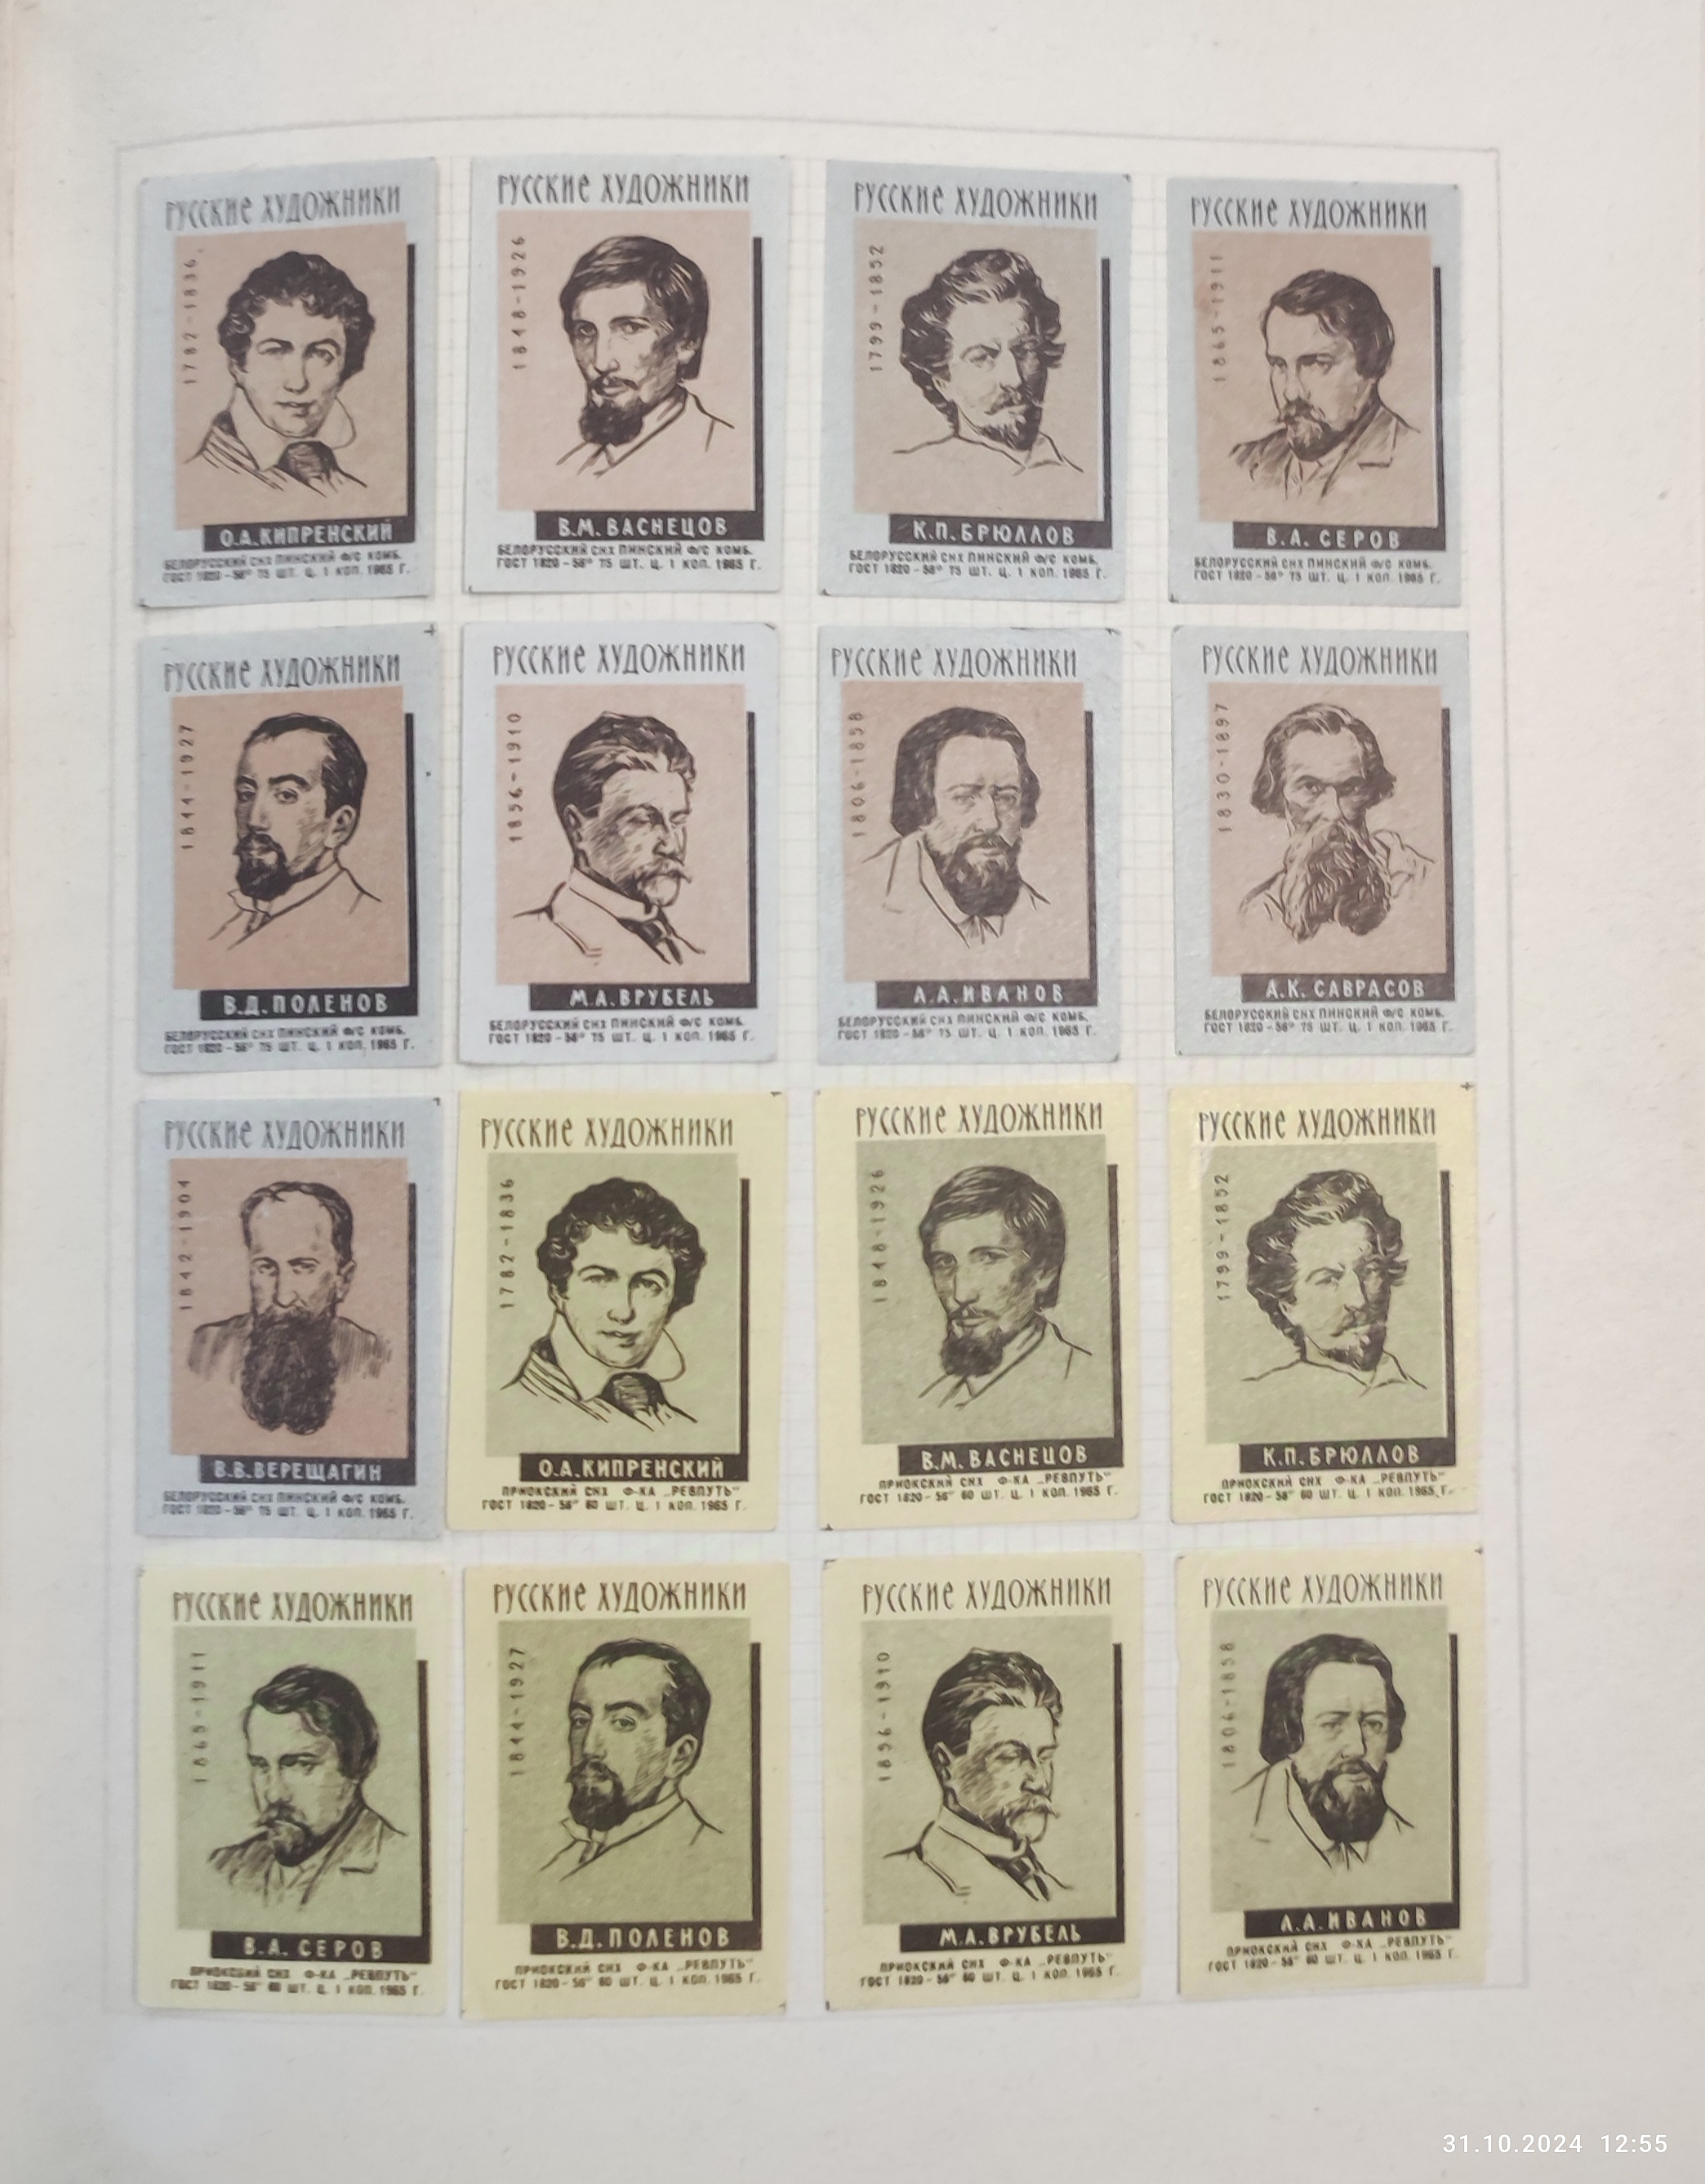 РУССКИЕ ХУДОЖНИКИ
1782-1836
О.А.КИПРЕНСКИЙ
БЕЛОРУССКИЙ СНХ ПИНСКИЙ Ф/С КОМБ.
ГОСТ 1820-56° 75 ШТ. Ц. 1 КОП. 1965 Г.
РУССКИЕ ХУДОЖНИКИ
1848-1926
В.М. ВАСНЕЦОВ
БЕЛОРУССКИЙ СНХ ПИНСКИЙ Ф/С КОМБ.
ГОСТ 1820-56° 75 ШТ. Ц. 1 КОП. 1965 Г.
РУССКИЕ ХУДОЖНИКИ
1799-1852
К.П.БРЮЛЛОВ
БЕЛОРУССКИЙ СНХ ПИНСКИЙ Ф/С КОМБ.
ГОСТ 1820-56° 75 ШТ. Ц. 1 КОП. 1965 Г.
РУССКИЕ ХУДОЖНИКИ
1865-1911
В.А. СЕРОВ
БЕЛОРУССКИЙ СНХ ПИНСКИЙ Ф/С КОМБ.
ГОСТ 1820-56° 75 ШТ. Ц. 1 КОП. 1965 Г.
РУССКИЕ ХУДОЖНИКИ
1844-1927
В.Д.ПОЛЕНОВ
БЕЛОРУССКИЙ СНХ ПИНСКИЙ Ф/С КОМБ.
ГОСТ 1820-56° 75 ШТ. Ц. 1 КОП. 1965 Г.
РУССКИЕ ХУДОЖНИКИ
1856-1910
М.А.ВРУБЕЛЬ
БЕЛОРУССКИЙ СНХ ПИНСКИЙ Ф/С КОМБ.
ГОСТ 1820-56° 75 ШТ. Ц. 1 КОП. 1965 Г.
РУССКИЕ ХУДОЖНИКИ
1806-1858
А.А.ИВАНОВ
БЕЛОРУССКИЙ СНХ ПИНСКИЙ Ф/С КОМБ.
ГОСТ 1820-56° 75 ШТ. Ц. 1 КОП. 1965 Г.
РУССКИЕ ХУДОЖНИКИ
1830-1897
А.К. САВРАСОВ
БЕЛОРУССКИЙ СНХ ПИНСКИЙ Ф/С КОМБ.
ГОСТ 1820-56° 75 ШТ. Ц. 1 КОП. 1965 Г.
РУССКИЕ ХУДОЖНИКИ
1842-1904
В.В.ВЕРЕЩАГИН
БЕЛОРУССКИЙ СНХ ПИНСКИЙ Ф/С КОМБ.
ГОСТ 1820-56° 75 ШТ. Ц. 1 КОП. 1965 Г.
РУССКИЕ ХУДОЖНИКИ
1782-1836
О.А.КИПРЕНСКИЙ
ПРИОКСКИЙ СНХ Ф-КА „РЕВПУТЬ"
ГОСТ 1820-56° 60 ШТ. Ц. 1 КОП. 1965 Г.
РУССКИЕ ХУДОЖНИКИ
1848-1926
В.М. ВАСНЕЦОВ
ПРИОКСКИЙ СНХ Ф-КА „РЕВПУТЬ"
ГОСТ 1820-56° 60 ШТ. Ц. 1 КОП. 1965 Г.
РУССКИЕ ХУДОЖНИКИ
1799-1852
К.П.БРЮЛЛОВ
ПРИОКСКИЙ СНХ Ф-КА „РЕВПУТЬ"
ГОСТ 1820-56° 60 ШТ. Ц. 1 КОП. 1965 Г.
РУССКИЕ ХУДОЖНИКИ
1865-1911
В.А. СЕРОВ
ПРИОКСКИЙ СНХ Ф-КА „РЕВПУТЬ"
ГОСТ 1820-56° 60 ШТ. Ц. 1 КОП. 1965 Г.
РУССКИЕ ХУДОЖНИКИ
1844-1927
В.Д.ПОЛЕНОВ
ПРИОКСКИЙ СНХ Ф-КА „РЕВПУТЬ"
ГОСТ 1820-56° 60 ШТ. Ц. 1 КОП. 1965 Г.
РУССКИЕ ХУДОЖНИКИ
1856-1910
М.А.ВРУБЕЛЬ
ПРИОКСКИЙ СНХ Ф-КА „РЕВПУТЬ"
ГОСТ 1820-56° 60 ШТ. Ц. 1 КОП. 1965 Г.
РУССКИЕ ХУДОЖНИКИ
1806-1858
А.А.ИВАНОВ
ПРИОКСКИЙ СНХ Ф-КА „РЕВПУТЬ"
ГОСТ 1820-56° 60 ШТ. Ц. 1 КОП. 1965 Г.
31.10.2024 12:55